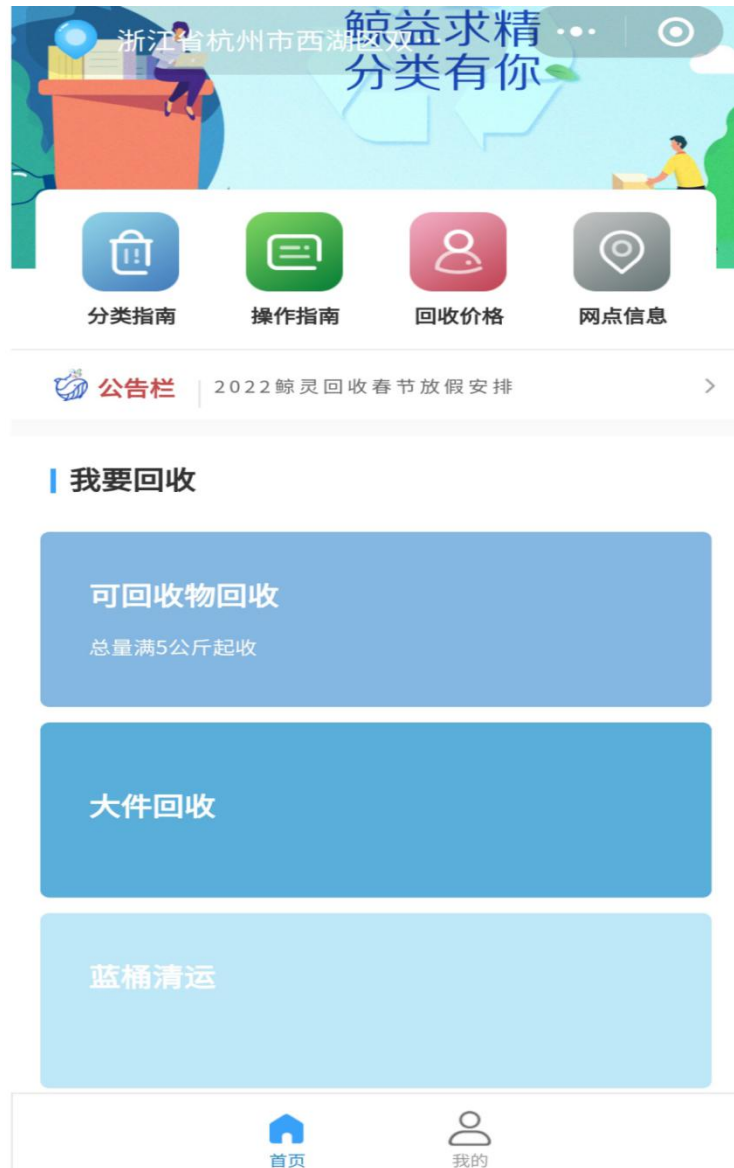 鲸益求精
浙江省杭州市西湖区双…
分类有你
分类指南
操作指南
回收价格
网点信息
公告栏
2022鲸灵回收春节放假安排
我要回收
可回收物回收
总量满5公斤起收
大件回收
蓝桶清运
首页
我的